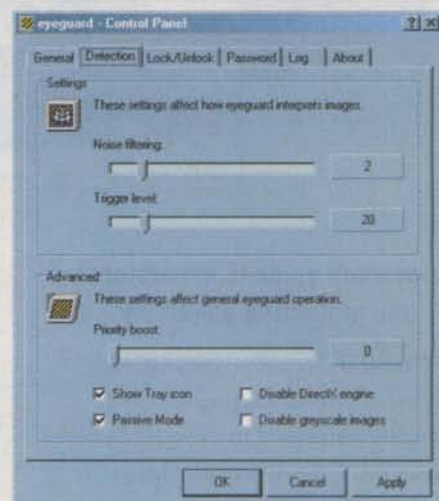 eyeguard - Control Panel
General Detection Lock/Unlock Password Log About
Settings
These settings affect how eyeguard interprets images.
Noise filtering:
2
Trigger level:
20
Advanced
These settings affect general eyeguard operation.
Priority boost:
0
Show Tray icon Disable DirectX engine
Passive Mode Disable greyscale images
OK Cancel Apply